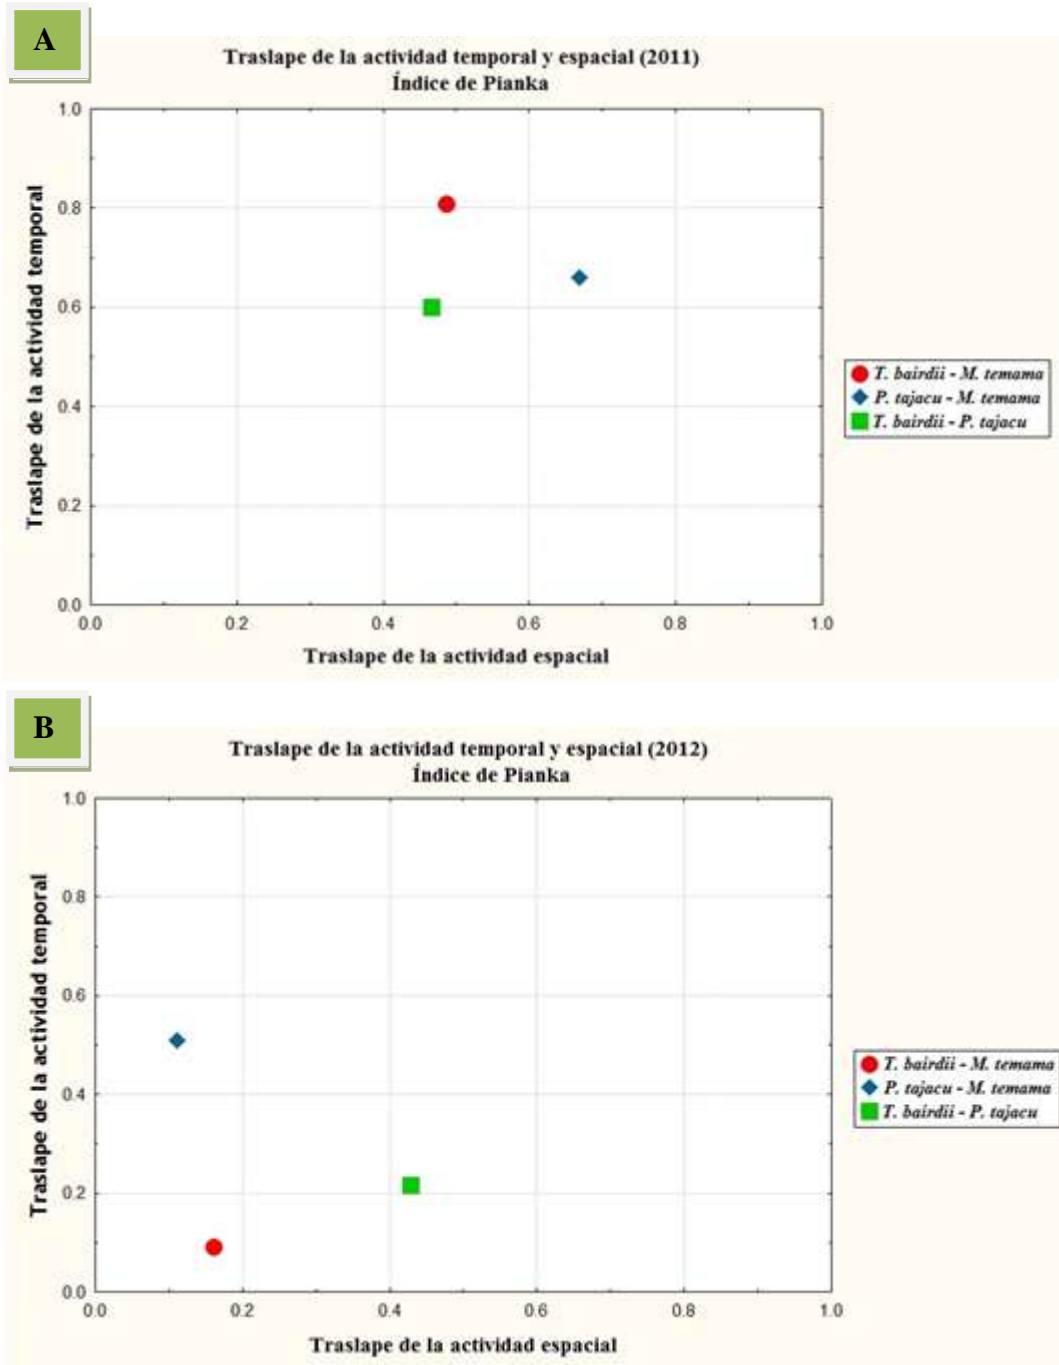 A
Traslape de la actividad temporal y espacial (2011)
Índice de Pianka
1.0
0.8
0.6
0.4
0.2
0.0
Traslape de la actividad temporal
0.0 0.2 0.4 0.6 0.8 1.0
Traslape de la actividad espacial
T. bairdii - M. temama
P. tajacu - M. temama
T. bairdii - P. tajacu
B
Traslape de la actividad temporal y espacial (2012)
Índice de Pianka
1.0
0.8
0.6
0.4
0.2
0.0
Traslape de la actividad temporal
0.0 0.2 0.4 0.6 0.8 1.0
Traslape de la actividad espacial
T. bairdii - M. temama
P. tajacu - M. temama
T. bairdii - P. tajacu